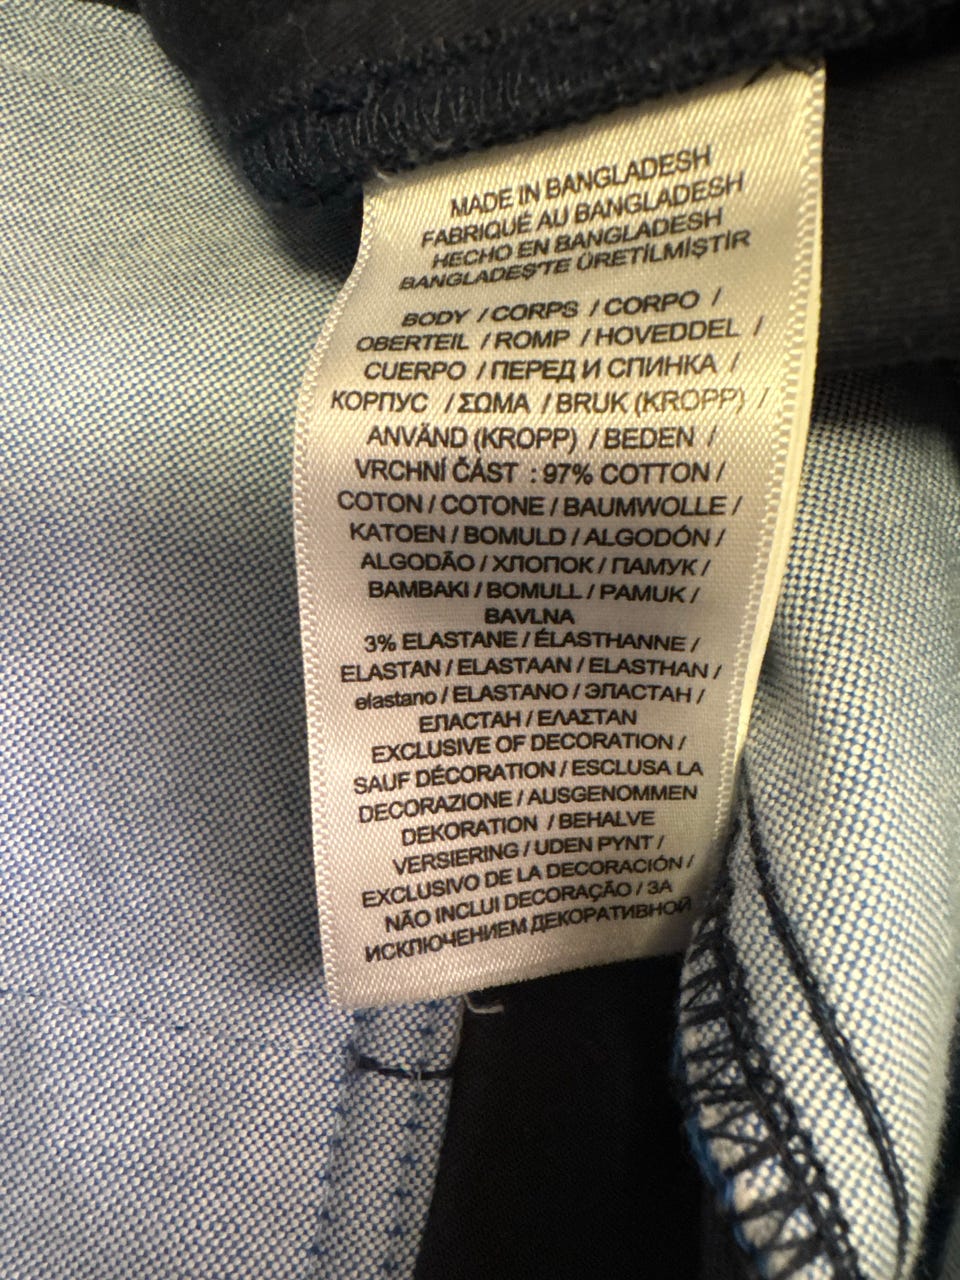 MADE IN BANGLADESH
FABRIQUÉ AU BANGLADESH
HECHO EN BANGLADESH
BANGLADEŞ'TE ÜRETİLMİŞTİR
BODY / CORPS / CORPO /
OBERTEIL / ROMP / HOVEDDEL /
CUERPO / ПЕРЕД И СПИНКА /
КОРПУС / ΣΩΜΑ / BRUK (KROPP) /
ANVÄND (KROPP) / BEDEN /
VRCHNÍ ČÁST : 97% COTTON /
COTON / COTONE / BAUMWOLLE /
KATOEN / BOMULD / ALGODÓN /
ALGODÃO / ХЛОПОК / ПАМУК /
BAMBAKI / BOMULL / PAMUK /
BAVLNA
3% ELASTANE / ÉLASTHANNE /
ELASTAN / ELASTAAN / ELASTHAN /
elastano / ELASTANO / ЭЛАСТАН /
ЕЛАСТАН / ΕΛΑΣΤΑΝ
EXCLUSIVE OF DECORATION /
SAUF DÉCORATION / ESCLUSA LA
DECORAZIONE / AUSGENOMMEN
DEKORATION / BEHALVE
VERSIERING / UDEN PYNT /
EXCLUSIVO DE LA DECORACIÓN /
NÃO INCLUI DECORAÇÃO / ЗА
ИСКЛЮЧЕНИЕМ ДЕКОРАТИВНОЙ